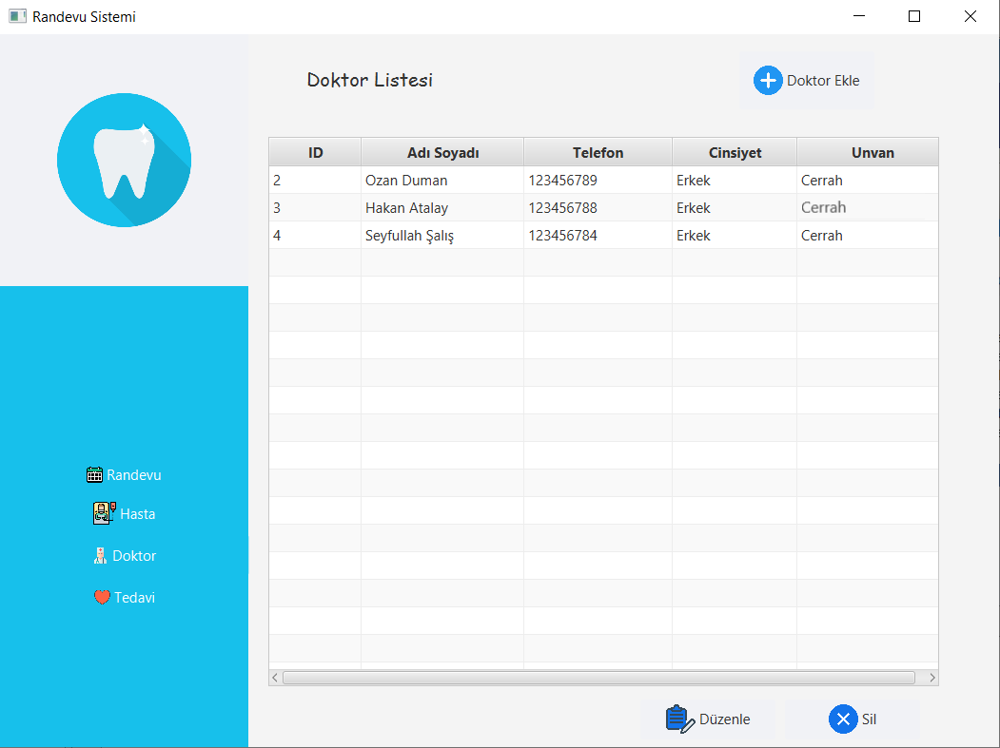 Randevu Sistemi
Doktor Listesi
Doktor Ekle
ID Adı Soyadı Telefon Cinsiyet Unvan
2 Ozan Duman 123456789 Erkek Cerrah
3 Hakan Atalay 123456788 Erkek Cerrah
4 Seyfullah Şalış 123456784 Erkek Cerrah
Randevu
Hasta
Doktor
Tedavi
Düzenle
Sil